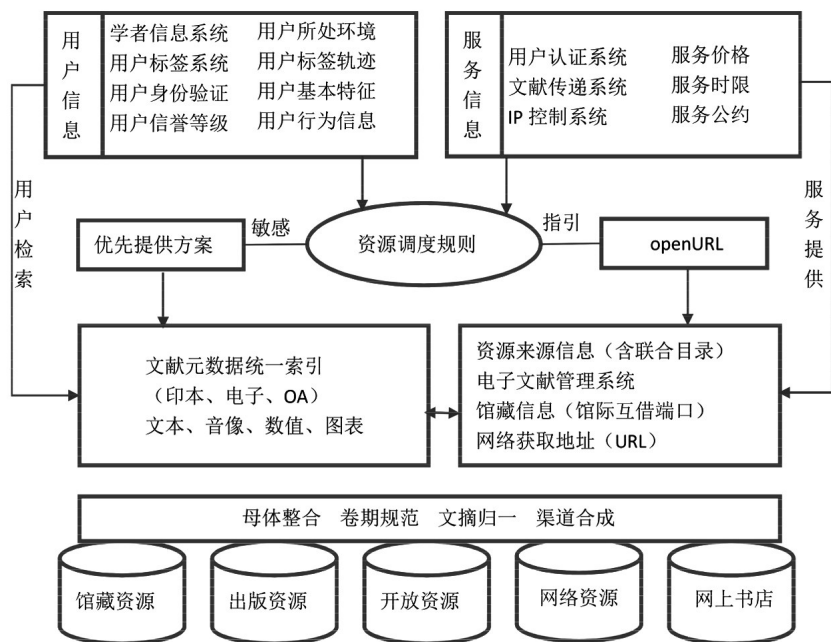 用户信息
学者信息系统 用户所处环境
用户标签系统 用户标签轨迹
用户身份验证 用户基本特征
用户信誉等级 用户行为信息
服务信息
用户认证系统 服务价格
文献传递系统 服务时限
IP 控制系统 服务公约
用户检索
服务提供
优先提供方案
敏感
资源调度规则
指引
openURL
文献元数据统一索引
（印本、电子、OA）
文本、音像、数值、图表
资源来源信息（含联合目录）
电子文献管理系统
馆藏信息（馆际互借端口）
网络获取地址（URL）
母体整合 卷期规范 文摘归一 渠道合成
馆藏资源
出版资源
开放资源
网络资源
网上书店